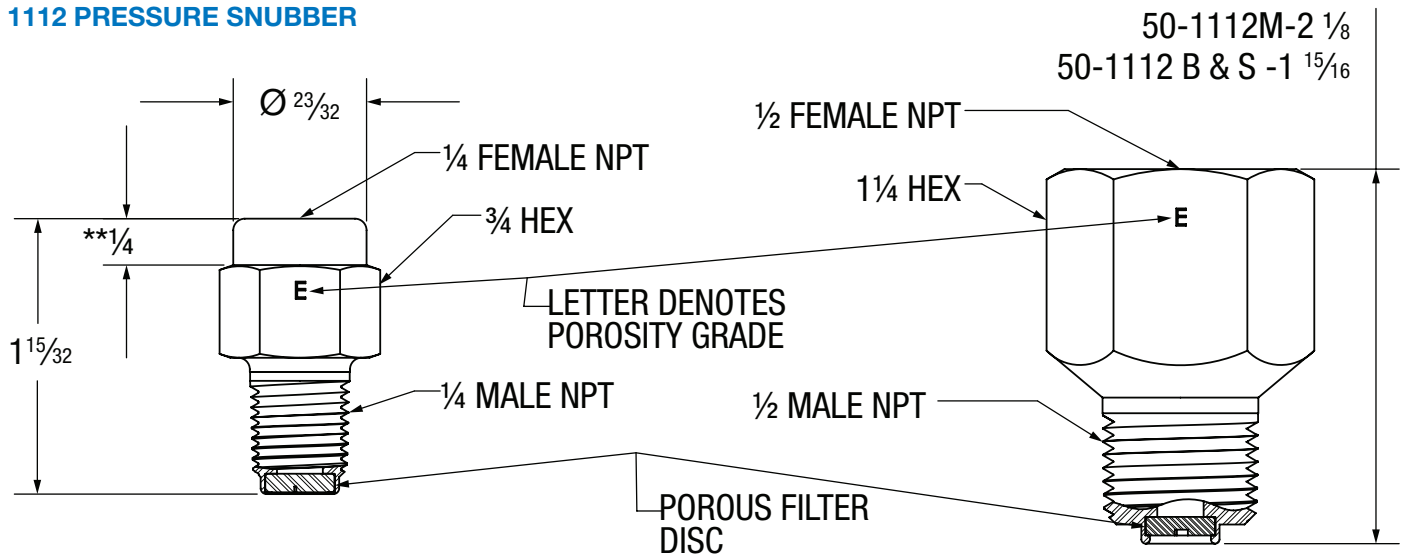 1112 PRESSURE SNUBBER
50-1112M-2 ⅛
50-1112 B & S -1 15/16
Ø 23/32
¼ FEMALE NPT
½ FEMALE NPT
¾ HEX
1¼ HEX
**¼
E
E
LETTER DENOTES
POROSITY GRADE
1 15/32
¼ MALE NPT
½ MALE NPT
POROUS FILTER
DISC